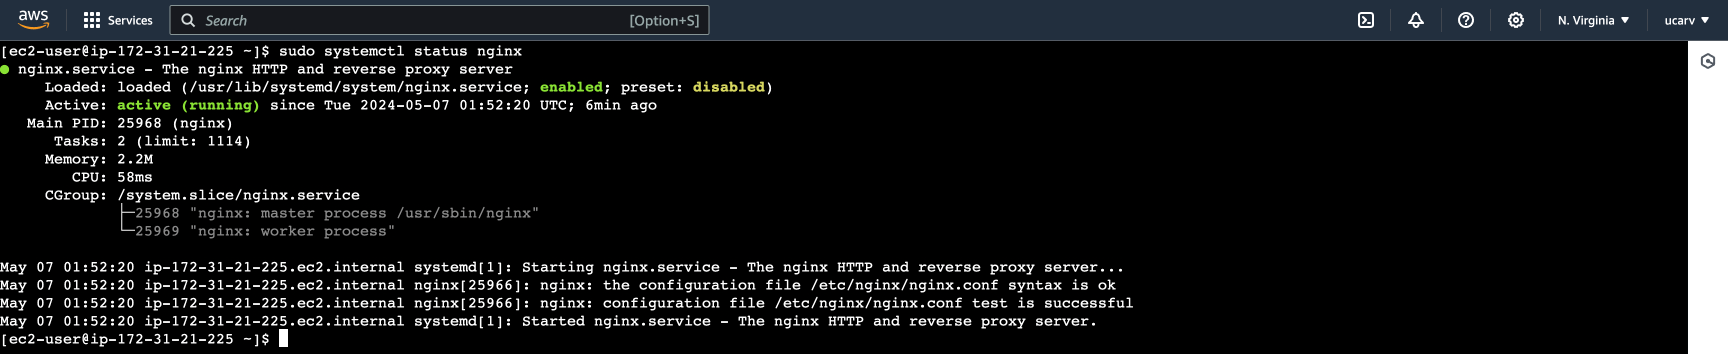 aws Services Search [Option+S] N. Virginia ucarv
[ec2-user@ip-172-31-21-225 ~]$ sudo systemctl status nginx
● nginx.service - The nginx HTTP and reverse proxy server
Loaded: loaded (/usr/lib/systemd/system/nginx.service; enabled; preset: disabled)
Active: active (running) since Tue 2024-05-07 01:52:20 UTC; 6min ago
Main PID: 25968 (nginx)
Tasks: 2 (limit: 1114)
Memory: 2.2M
CPU: 58ms
CGroup: /system.slice/nginx.service
├─25968 "nginx: master process /usr/sbin/nginx"
└─25969 "nginx: worker process"
May 07 01:52:20 ip-172-31-21-225.ec2.internal systemd[1]: Starting nginx.service - The nginx HTTP and reverse proxy server...
May 07 01:52:20 ip-172-31-21-225.ec2.internal nginx[25966]: nginx: the configuration file /etc/nginx/nginx.conf syntax is ok
May 07 01:52:20 ip-172-31-21-225.ec2.internal nginx[25966]: nginx: configuration file /etc/nginx/nginx.conf test is successful
May 07 01:52:20 ip-172-31-21-225.ec2.internal systemd[1]: Started nginx.service - The nginx HTTP and reverse proxy server.
[ec2-user@ip-172-31-21-225 ~]$